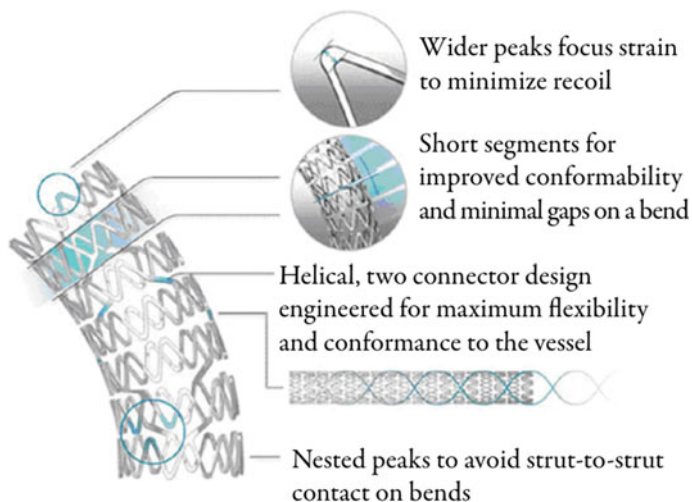 Wider peaks focus strain
to minimize recoil
Short segments for
improved conformability
and minimal gaps on a bend
Helical, two connector design
engineered for maximum flexibility
and conformance to the vessel
Nested peaks to avoid strut-to-strut
contact on bends